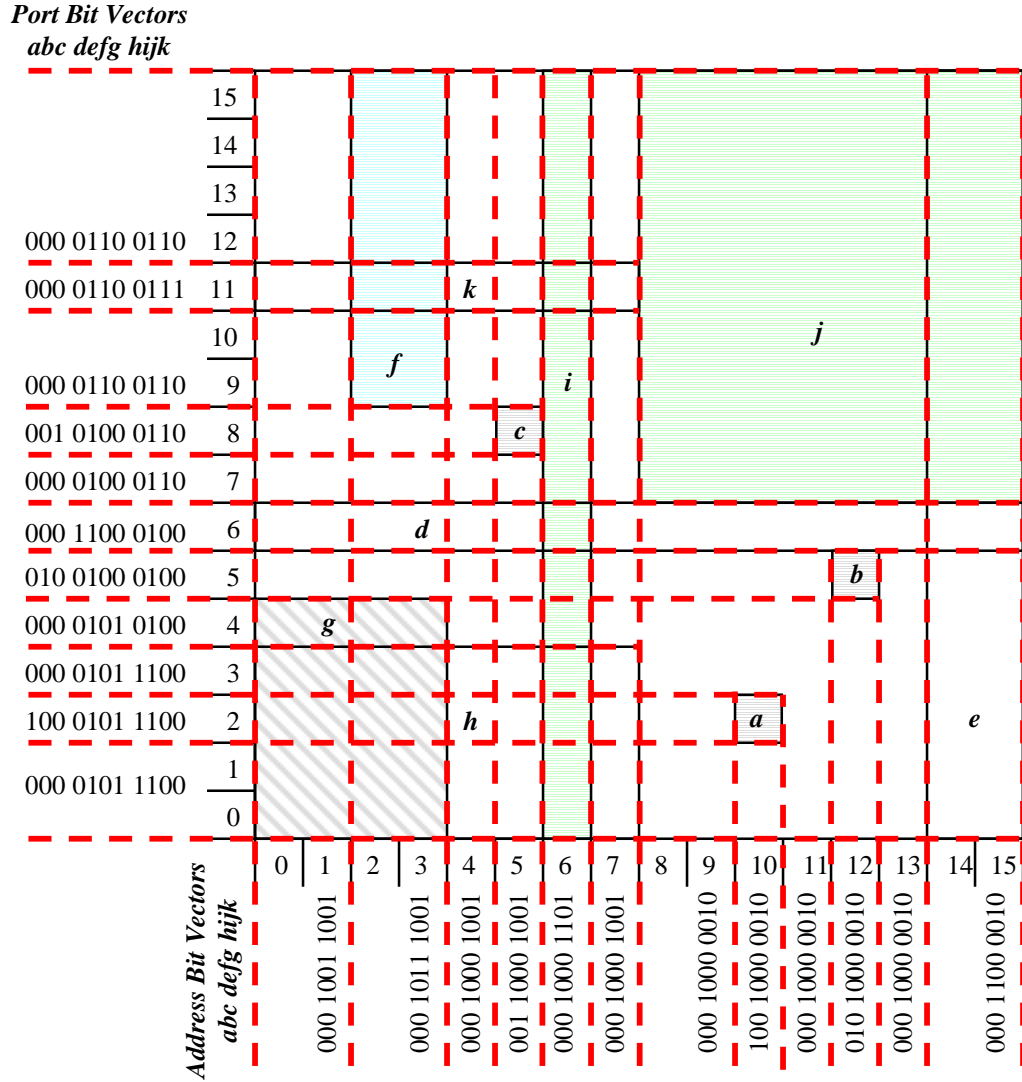 Port Bit Vectors
abc defg hijk
15
14
13
000 0110 0110 12
000 0110 0111 11
k
10
j
f
000 0110 0110 9
i
001 0100 0110 8
c
000 0100 0110 7
000 1100 0100 6
d
010 0100 0100 5
b
000 0101 0100 4
g
000 0101 1100 3
100 0101 1100 2
h
a
e
000 0101 1100 1
0
0 1 2 3 4 5 6 7 8 9 10 11 12 13 14 15
Address Bit Vectors
abc defg hijk
000 1001 1001
000 1011 1001
000 1000 1001
001 1000 1001
000 1000 1101
000 1000 1001
000 1000 0010
100 1000 0010
000 1000 0010
010 1000 0010
000 1000 0010
000 1100 0010